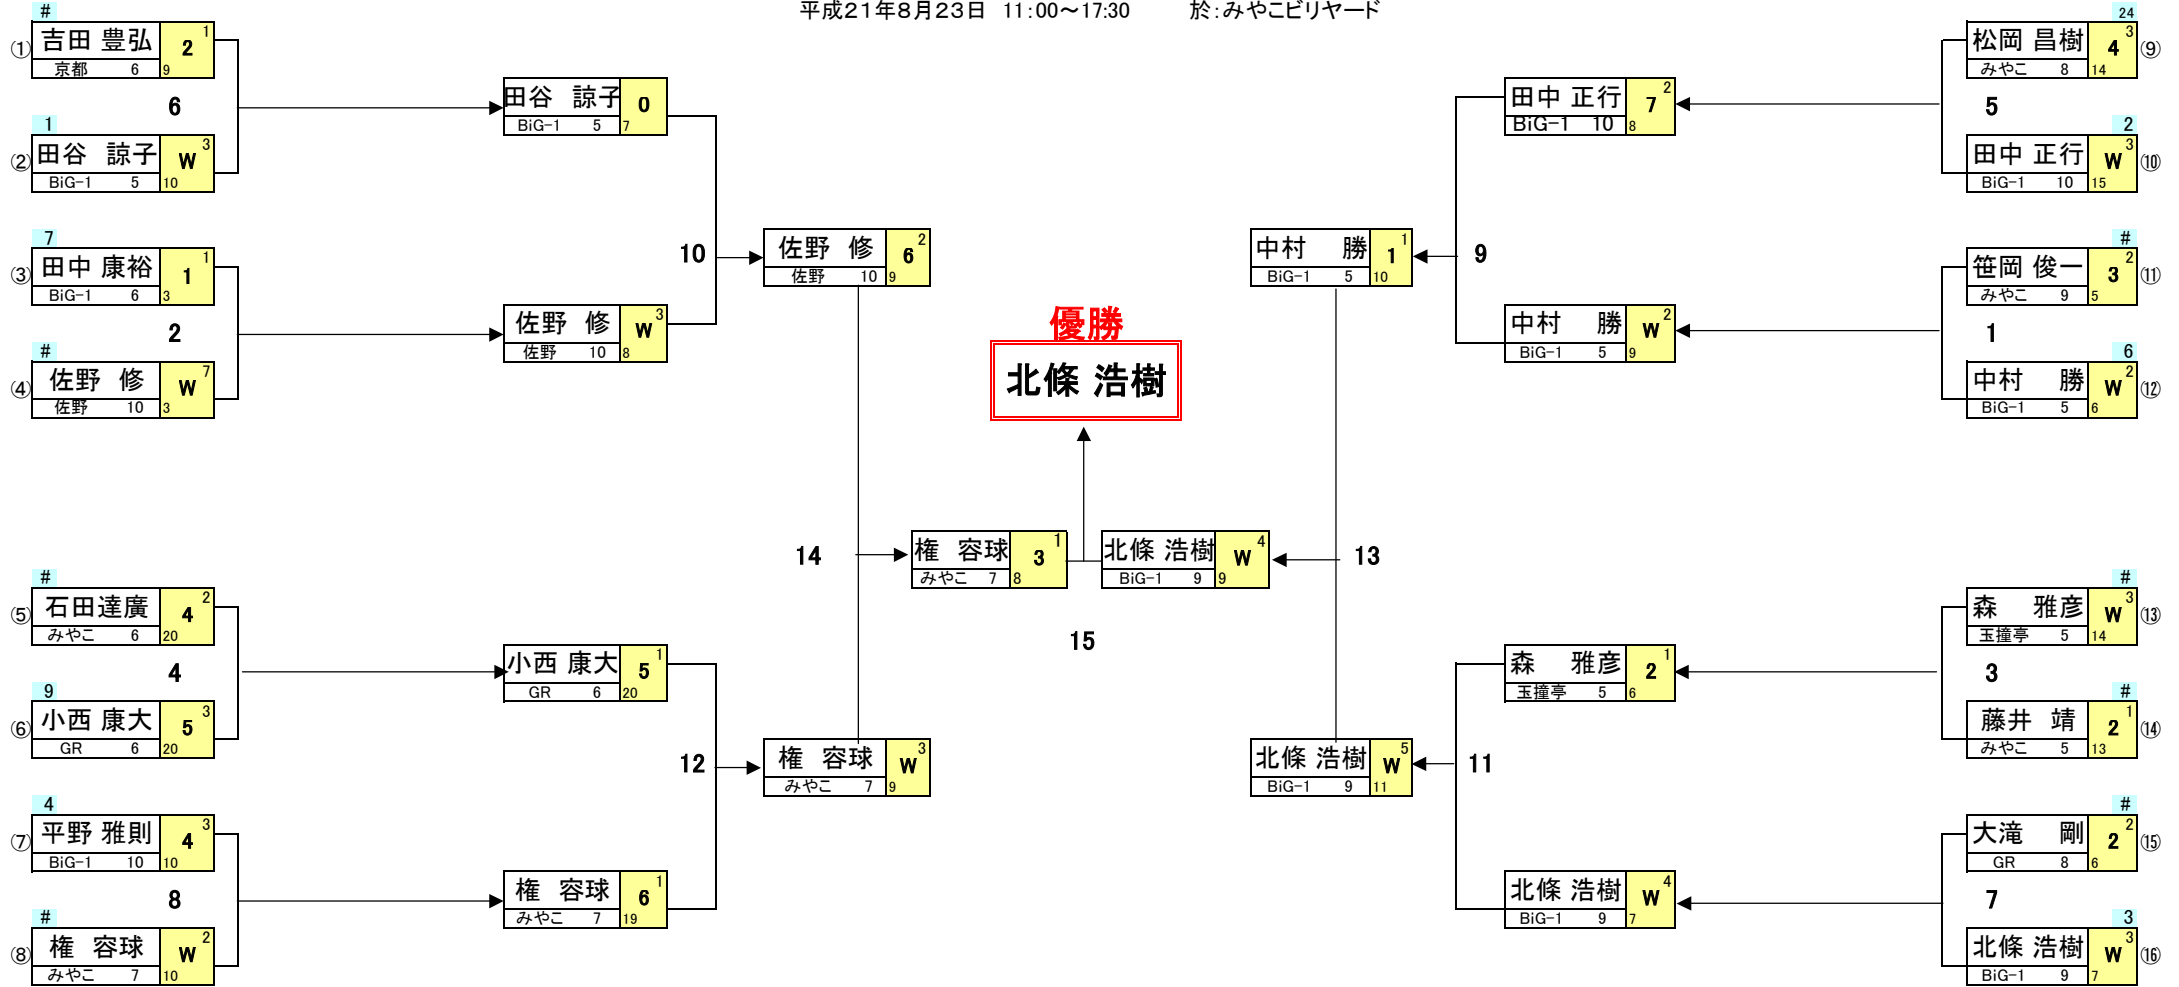 平成21年8月23日 11:00～17:30 於:みやこビリヤード
#
① 吉田 豊弘 2 1
京都 6 9
6
1
② 田谷 諒子 W 3
BiG-1 5 10
7
③ 田中 康裕 1 1
BiG-1 6 3
2
#
④ 佐野 修 W 7
佐野 10 3
#
⑤ 石田達廣 4 2
みやこ 6 20
4
9
⑥ 小西 康大 5 3
GR 6 20
4
⑦ 平野 雅則 4 3
BiG-1 10 10
8
#
⑧ 権 容球 W 2
みやこ 7 10
田谷 諒子 0
BiG-1 5 7
10
佐野 修 W 3
佐野 10 8
小西 康大 5 1
GR 6 20
12
権 容球 6 1
みやこ 7 19
佐野 修 6 2
佐野 10 9
14
権 容球 W 3
みやこ 7 9
優勝
北條 浩樹
権 容球 3 1
みやこ 7 8
北條 浩樹 W 4
BiG-1 9 9
15
中村 勝 1 1
BiG-1 5 10
13
北條 浩樹 W 5
BiG-1 9 11
田中 正行 7 2
BiG-1 10 8
9
中村 勝 W 2
BiG-1 5 9
森 雅彦 2 1
玉撞亭 5 6
11
北條 浩樹 W 4
BiG-1 9 7
24
松岡 昌樹 4 3 ⑨
みやこ 8 14
5
2
田中 正行 W 3 ⑩
BiG-1 10 15
#
笹岡 俊一 3 2 ⑪
みやこ 9 5
1
6
中村 勝 W 2 ⑫
BiG-1 5 6
#
森 雅彦 W 3 ⑬
玉撞亭 5 14
3
#
藤井 靖 2 1 ⑭
みやこ 5 13
#
大滝 剛 2 2 ⑮
GR 8 6
7
3
北條 浩樹 W 3 ⑯
BiG-1 9 7